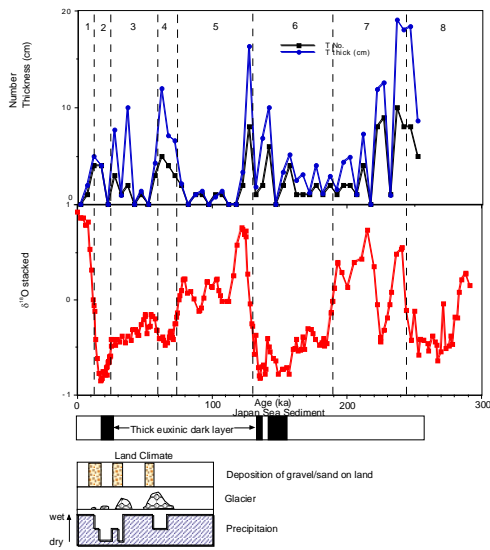 20
1
2
3
4
5
6
7
8
T No.
T thick (cm)
Number
Thickness (cm)
10
0
1
δ18O stacked
0
-1
0
100
200
300
Age (ka)
Japan Sea Sediment
Thick euxinic dark layer
Land Climate
Deposition of gravel/sand on land
Glacier
wet
Precipitaion
dry